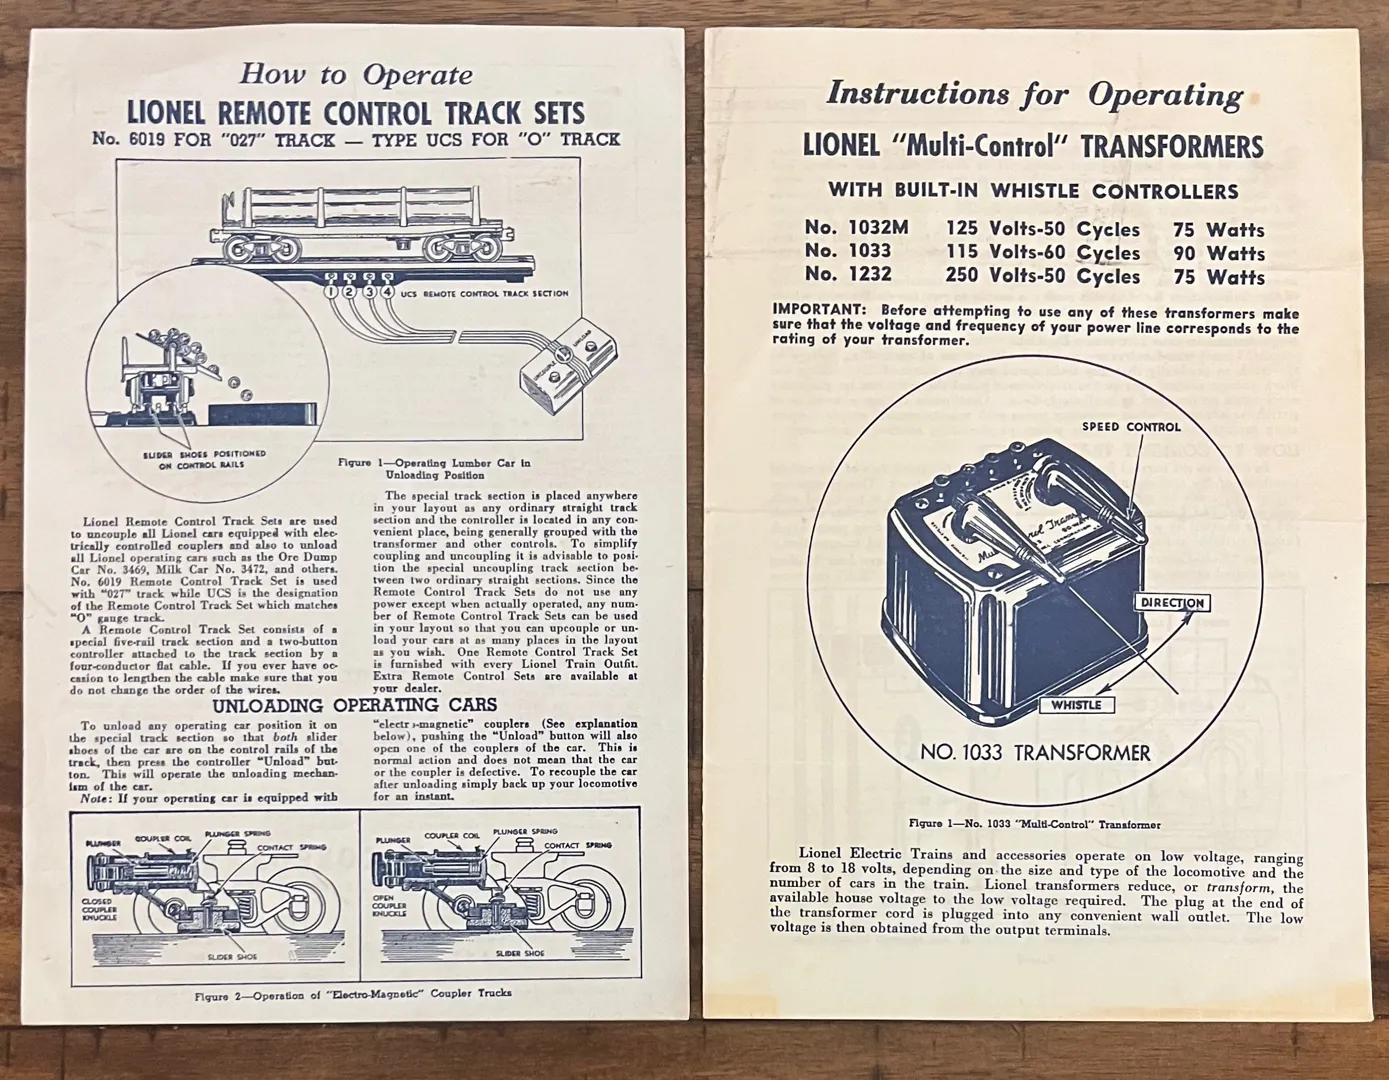 How to Operate
LIONEL REMOTE CONTROL TRACK SETS
No. 6019 FOR "027" TRACK — TYPE UCS FOR "O" TRACK
1 2 3 4
UCS REMOTE CONTROL TRACK SECTION
UNCOUPLE
UNLOAD
SLIDER SHOES POSITIONED
ON CONTROL RAILS
Figure 1—Operating Lumber Car in
Unloading Position
Lionel Remote Control Track Sets are used
to uncouple all Lionel cars equipped with elec-
trically controlled couplers and also to unload
all Lionel operating cars such as the Ore Dump
Car No. 3469, Milk Car No. 3472, and others.
No. 6019 Remote Control Track Set is used
with "027" track while UCS is the designation
of the Remote Control Track Set which matches
"O" gauge track.
A Remote Control Track Set consists of a
special five-rail track section and a two-button
controller attached to the track section by a
four-conductor flat cable. If you ever have oc-
casion to lengthen the cable make sure that you
do not change the order of the wires.
The special track section is placed anywhere
in your layout as any ordinary straight track
section and the controller is located in any con-
venient place, being generally grouped with the
transformer and other controls. To simplify
coupling and uncoupling it is advisable to posi-
tion the special uncoupling track section be-
tween two ordinary straight sections. Since the
Remote Control Track Sets do not use any
power except when actually operated, any num-
ber of Remote Control Track Sets can be used
in your layout so that you can upcouple or un-
load your cars at as many places in the layout
as you wish. One Remote Control Track Set
is furnished with every Lionel Train Outfit.
Extra Remote Control Sets are available at
your dealer.
UNLOADING OPERATING CARS
To unload any operating car position it on
the special track section so that both slider
shoes of the car are on the control rails of the
track, then press the controller "Unload" but-
ton. This will operate the unloading mechan-
ism of the car.
Note: If your operating car is equipped with
"electro-magnetic" couplers (See explanation
below), pushing the "Unload" button will also
open one of the couplers of the car. This is
normal action and does not mean that the car
or the coupler is defective. To recouple the car
after unloading simply back up your locomotive
for an instant.
PLUNGER
COUPLER COIL
PLUNGER SPRING
CONTACT SPRING
CLOSED
COUPLER
KNUCKLE
SLIDER SHOE
PLUNGER
COUPLER COIL
PLUNGER SPRING
CONTACT SPRING
OPEN
COUPLER
KNUCKLE
SLIDER SHOE
Figure 2—Operation of "Electro-Magnetic" Coupler Trucks
Instructions for Operating
LIONEL "Multi-Control" TRANSFORMERS
WITH BUILT-IN WHISTLE CONTROLLERS
No. 1032M 125 Volts-50 Cycles 75 Watts
No. 1033 115 Volts-60 Cycles 90 Watts
No. 1232 250 Volts-50 Cycles 75 Watts
IMPORTANT: Before attempting to use any of these transformers make
sure that the voltage and frequency of your power line corresponds to the
rating of your transformer.
SPEED CONTROL
DIRECTION
WHISTLE
NO. 1033 TRANSFORMER
Figure 1—No. 1033 "Multi-Control" Transformer
Lionel Electric Trains and accessories operate on low voltage, ranging
from 8 to 18 volts, depending on the size and type of the locomotive and the
number of cars in the train. Lionel transformers reduce, or transform, the
available house voltage to the low voltage required. The plug at the end of
the transformer cord is plugged into any convenient wall outlet. The low
voltage is then obtained from the output terminals.